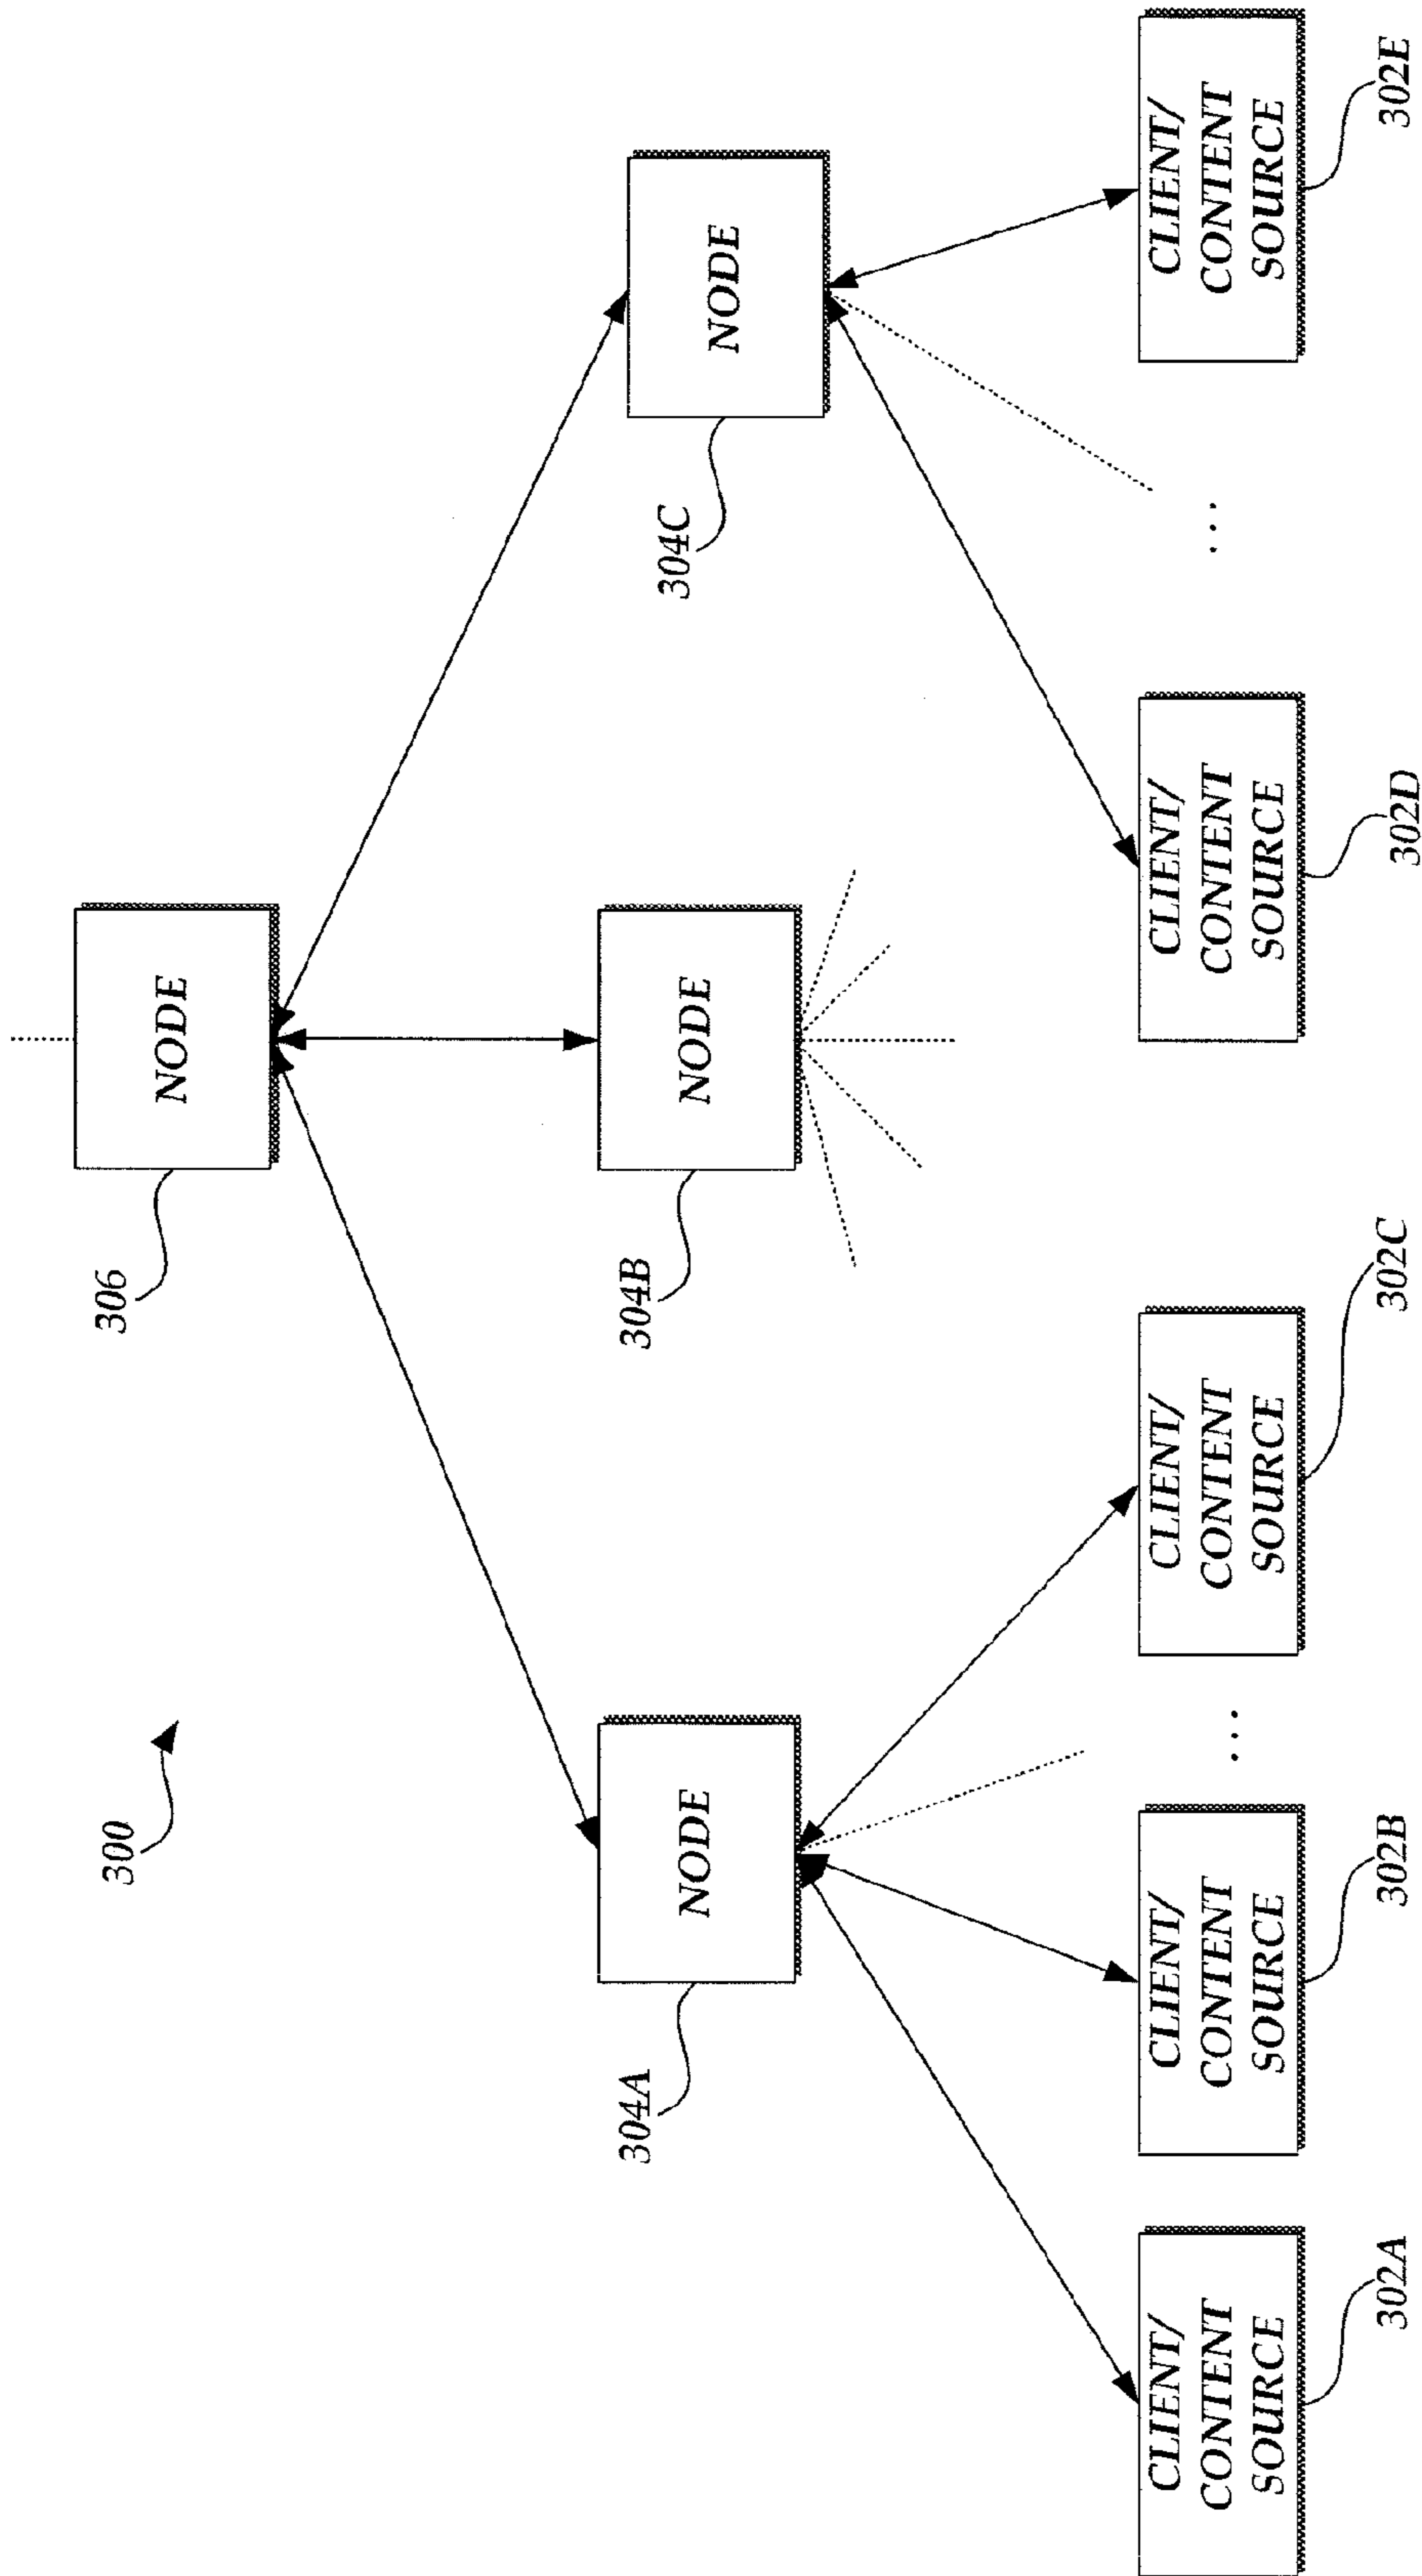 300
NODE
306
NODE
304A
NODE
304B
NODE
304C
CLIENT/
CONTENT
SOURCE
302A
CLIENT/
CONTENT
SOURCE
302B
...
CLIENT/
CONTENT
SOURCE
302C
CLIENT/
CONTENT
SOURCE
302D
...
CLIENT/
CONTENT
SOURCE
302E